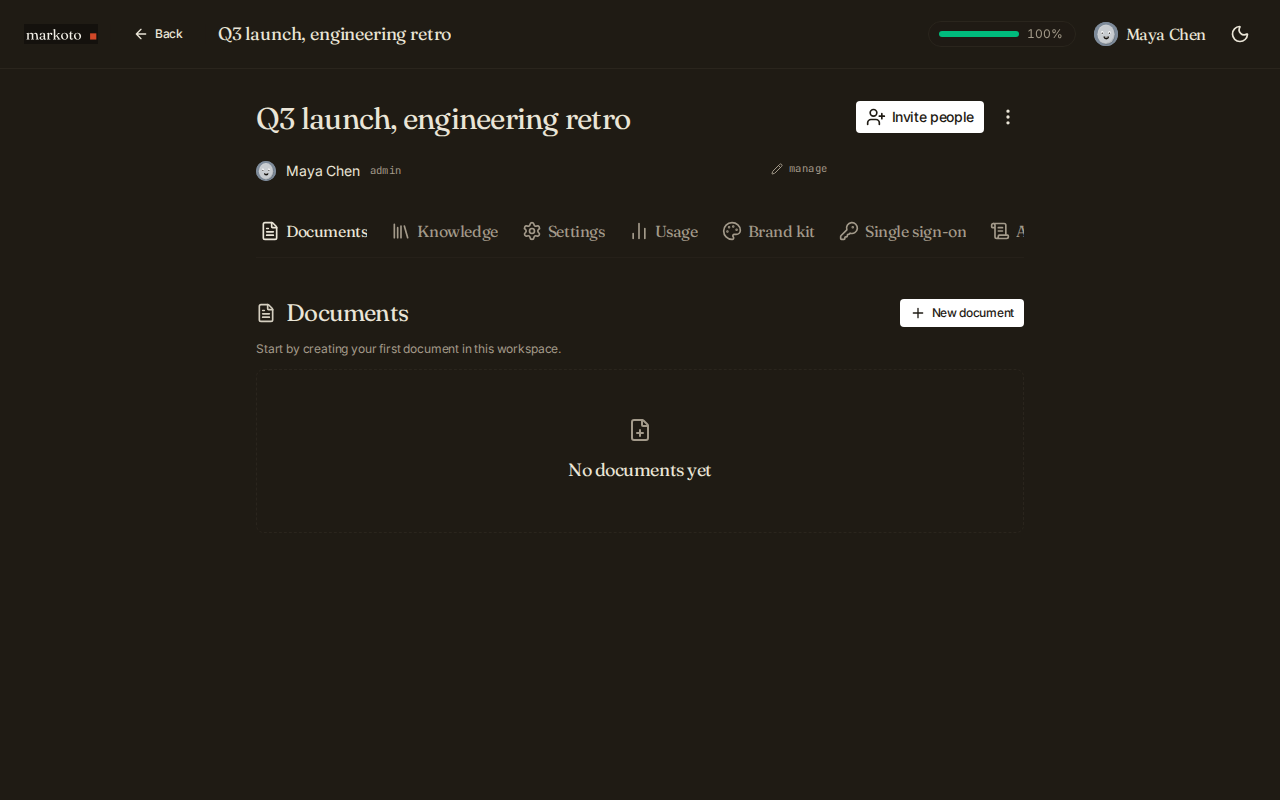 markoto
Back
Q3 launch, engineering retro
100%
Maya Chen
Q3 launch, engineering retro
Invite people
Maya Chen admin
manage
Documents
Knowledge
Settings
Usage
Brand kit
Single sign-on
Documents
New document
Start by creating your first document in this workspace.
No documents yet